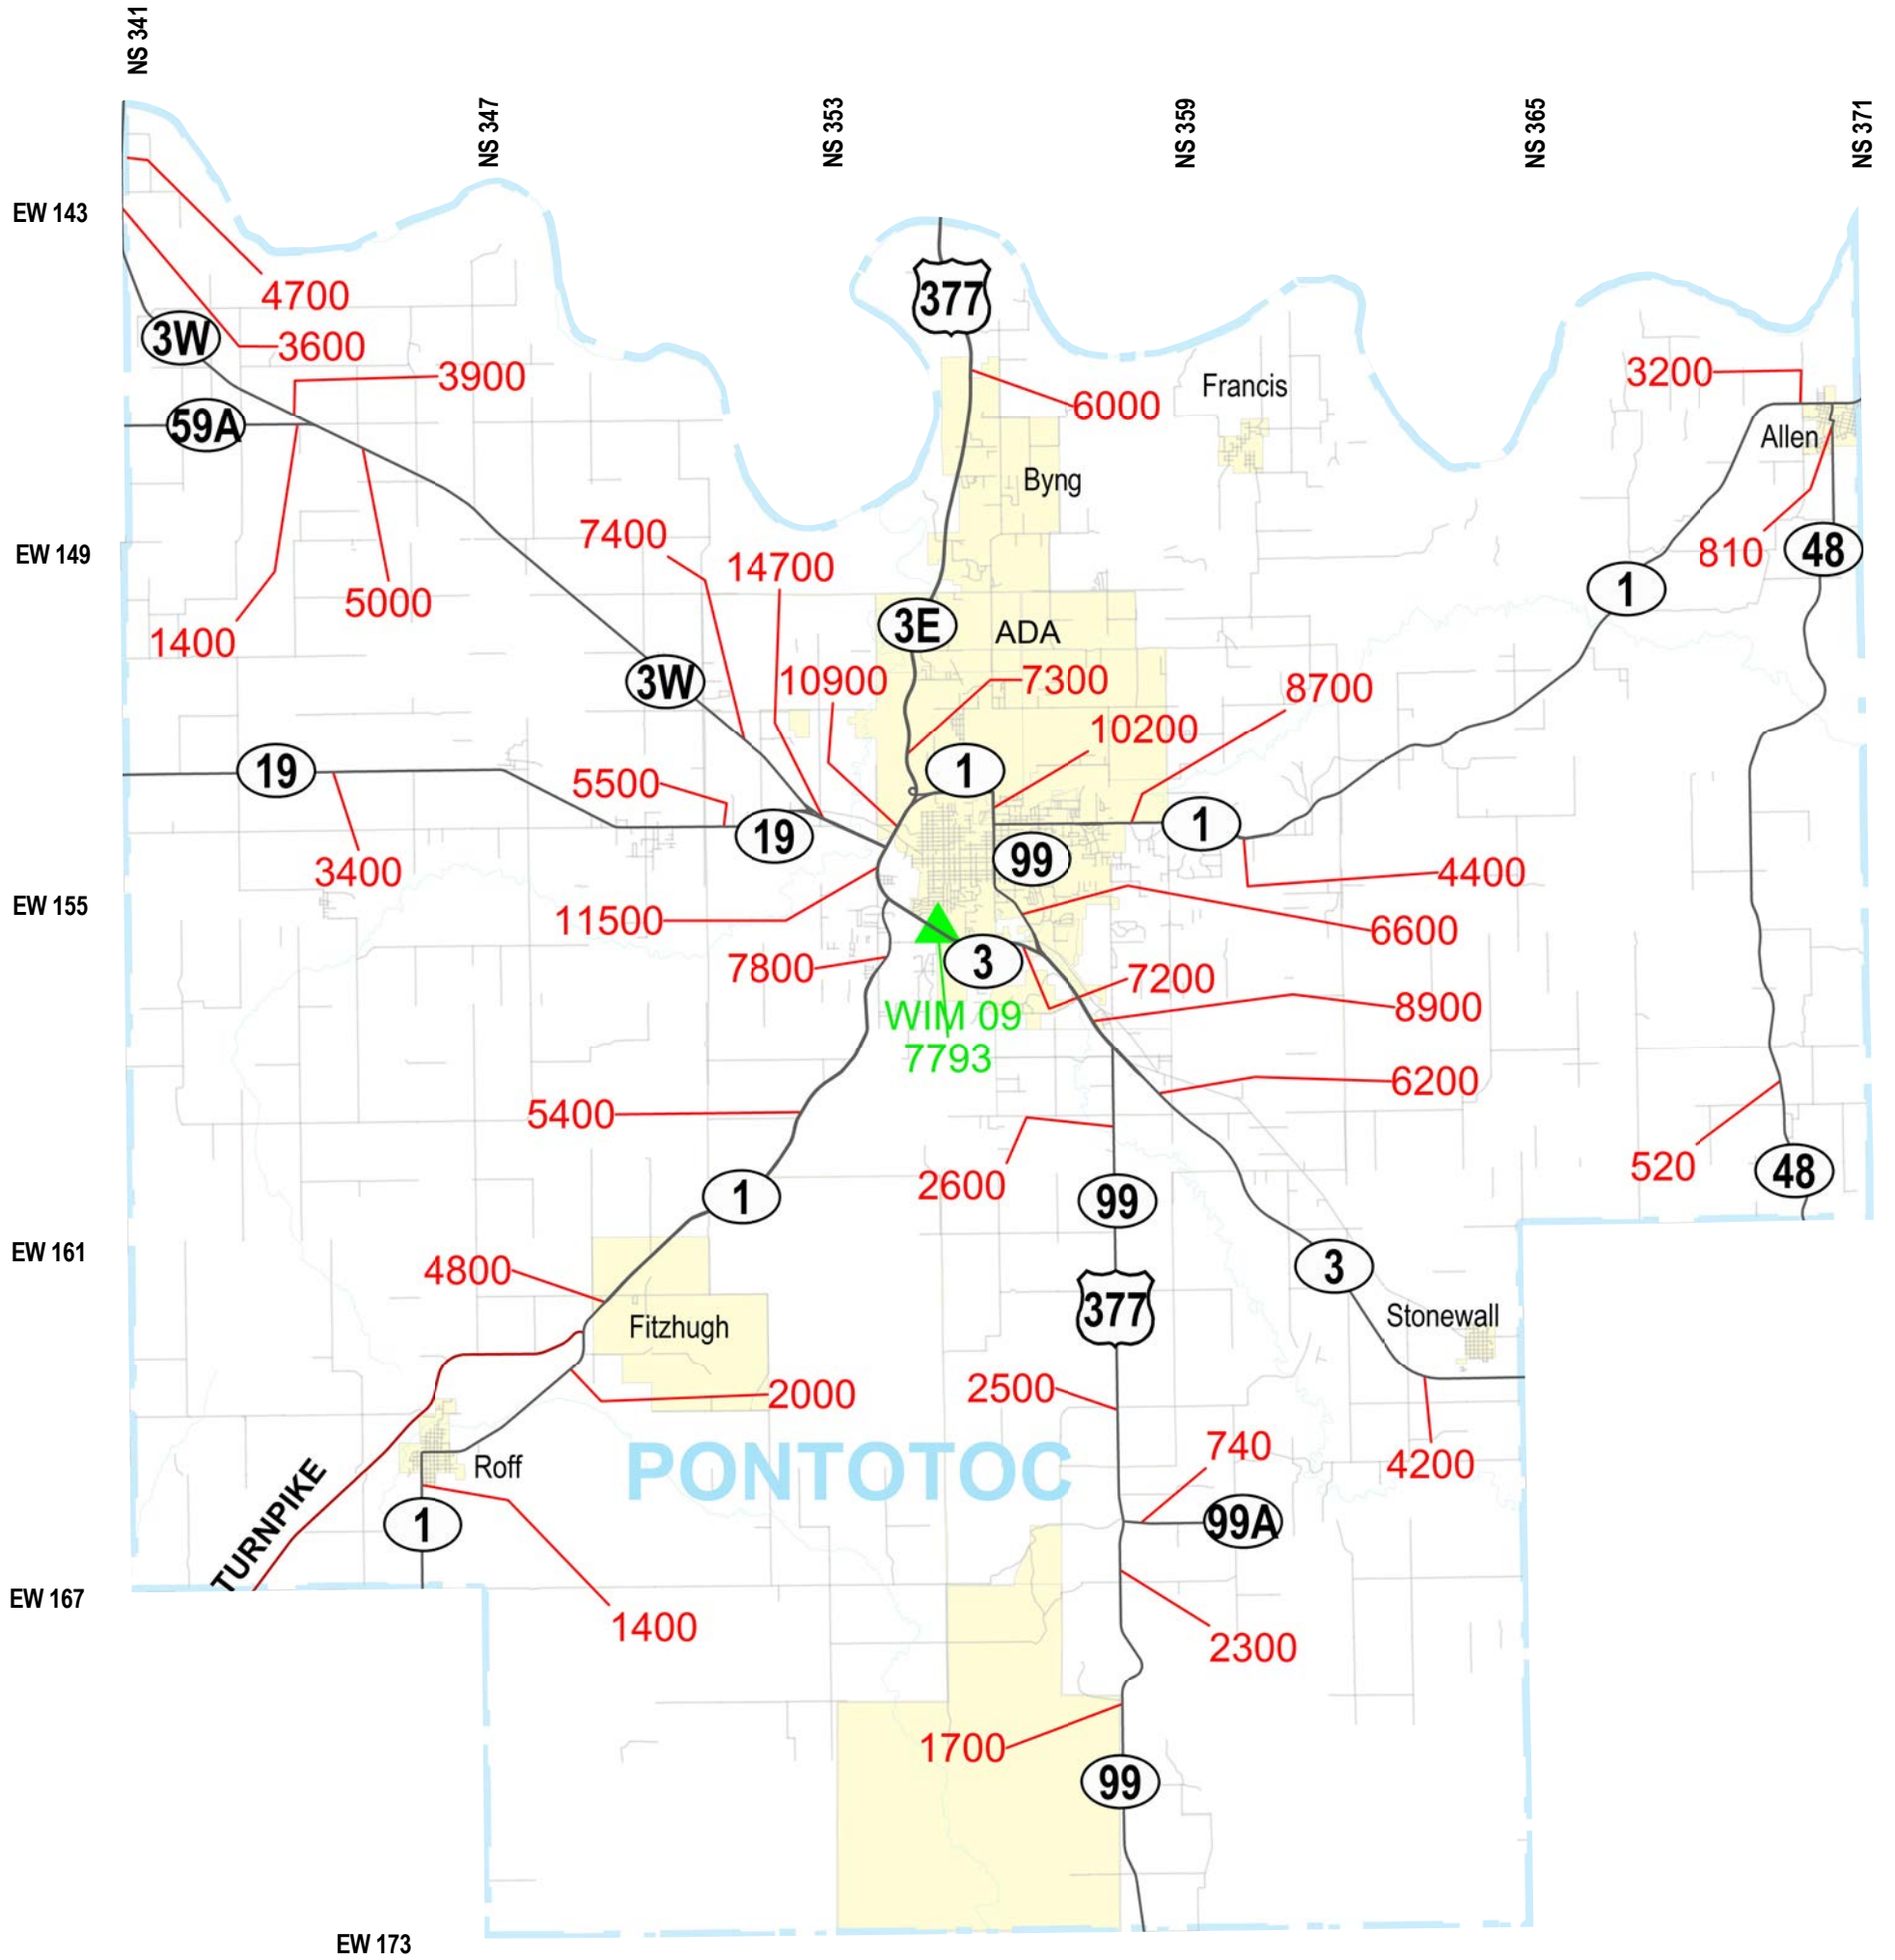 NS 341
NS 347
NS 353
NS 359
NS 365
NS 371
EW 143
4700
377
3W
3600
3900
3200
Francis
6000
59A
Allen
Byng
7400
EW 149
14700
810
48
1
5000
3E
ADA
1400
3W
10900
7300
8700
10200
19
1
5500
19
1
99
3400
4400
EW 155
11500
6600
3
7800
7200
WIM 09
8900
7793
6200
5400
520
48
2600
1
99
EW 161
4800
3
377
Stonewall
Fitzhugh
2500
2000
740
4200
Roff
PONTOTOC
TURNPIKE
1
99A
EW 167
1400
2300
1700
99
EW 173